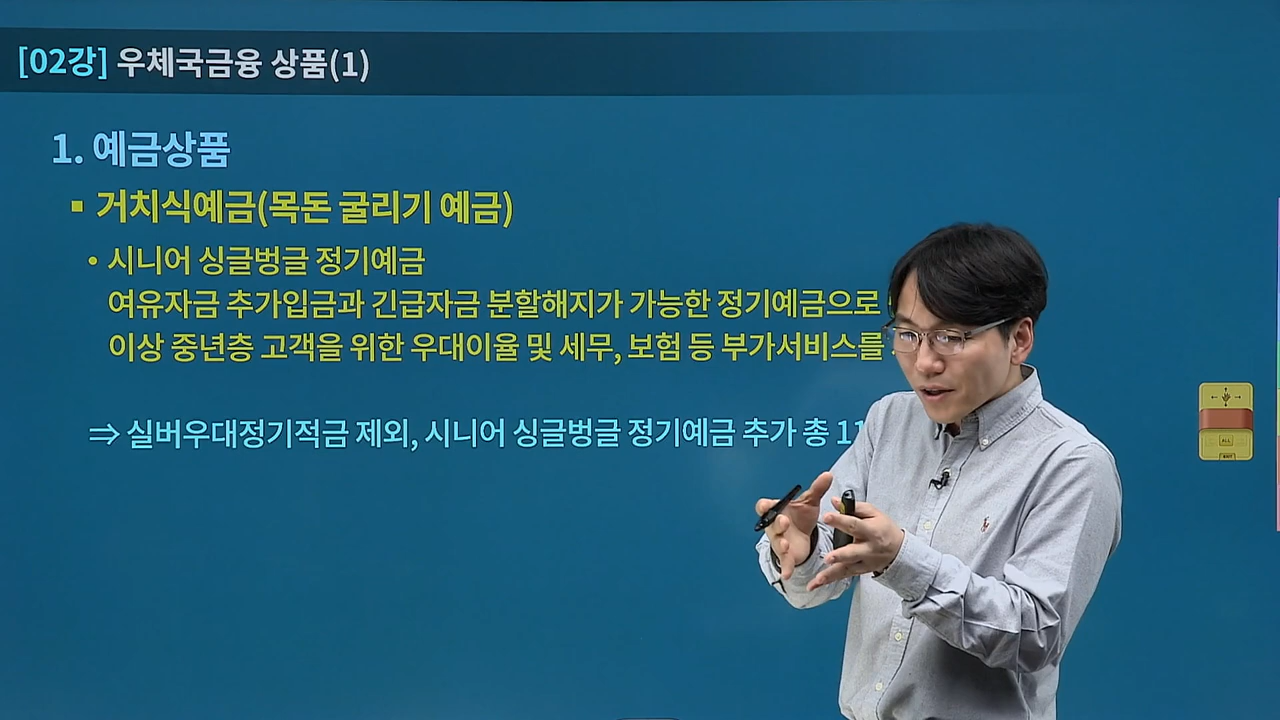 [02강] 우체국금융 상품(1)
1. 예금상품
▪ 거치식예금(목돈 굴리기 예금)
• 시니어 싱글벙글 정기예금
여유자금 추가입금과 긴급자금 분할해지가 가능한 정기예금으로
이상 중년층 고객을 위한 우대이율 및 세무, 보험 등 부가서비스를
⇒ 실버우대정기적금 제외, 시니어 싱글벙글 정기예금 추가 총 11
ALL
EXIT